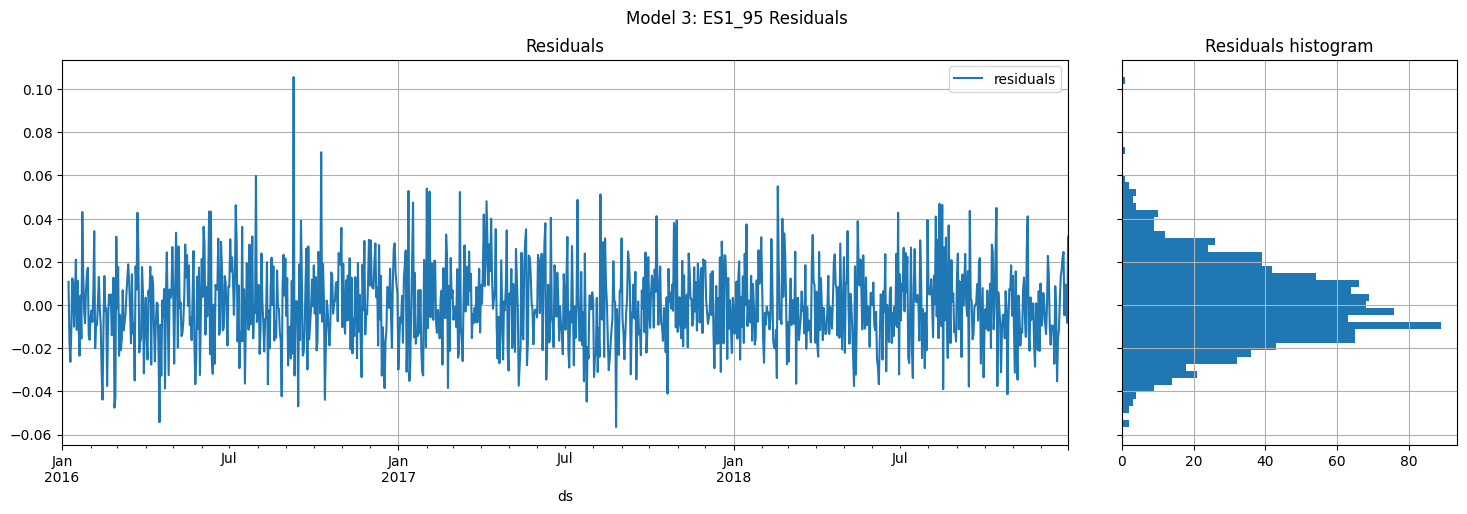 Model 3: ES1_95 Residuals
Residuals
Residuals histogram
residuals
0.10
0.08
0.06
0.04
0.02
0.00
−0.02
−0.04
−0.06
Jan
2016
Jul
Jan
2017
Jul
Jan
2018
Jul
ds
0
20
40
60
80